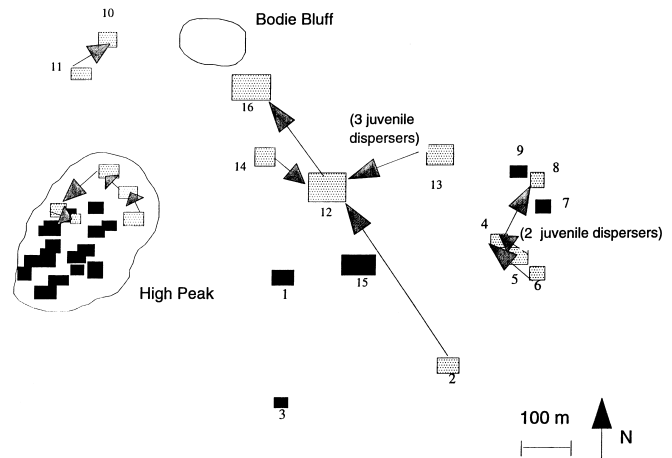 10
Bodie Bluff
11
16
(3 juvenile
dispersers)
9
8
14
13
12
7
4
(2 juvenile dispersers)
5
6
High Peak
1
15
2
3
100 m
N